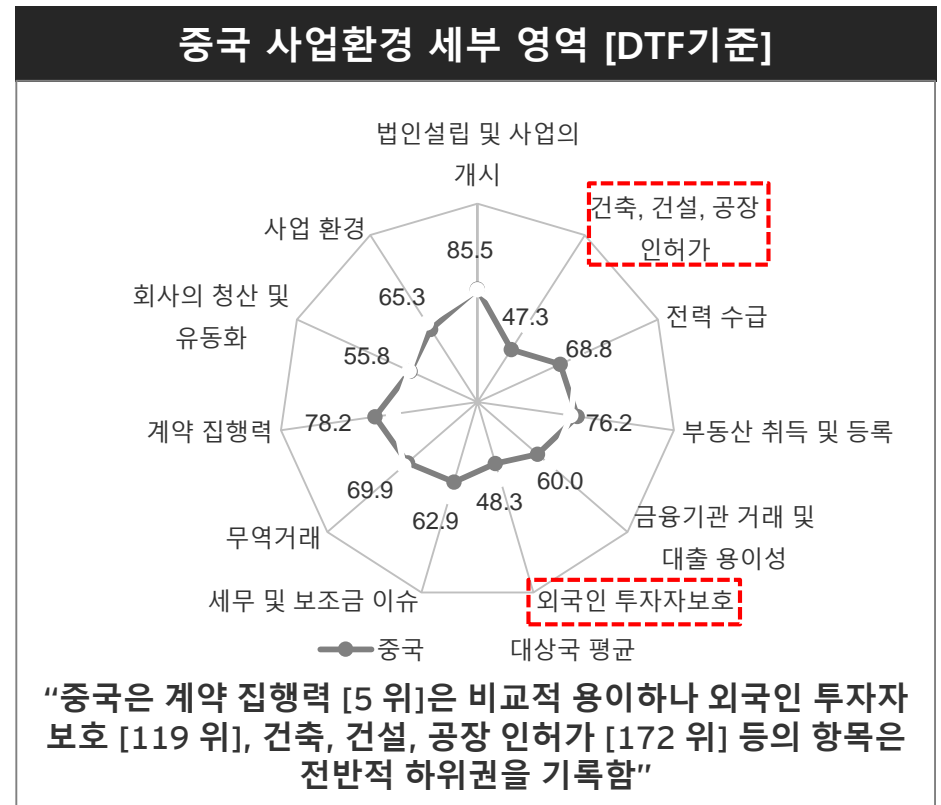 중국 사업환경 세부 영역 [DTF기준]
법인설립 및 사업의
개시
건축, 건설, 공장
인허가
전력 수급
부동산 취득 및 등록
금융기관 거래 및
대출 용이성
외국인 투자자보호
세무 및 보조금 이슈
무역거래
계약 집행력
회사의 청산 및
유동화
사업 환경
85.5
47.3
68.8
76.2
60.0
48.3
62.9
69.9
78.2
55.8
65.3
중국
대상국 평균
“중국은 계약 집행력 [5 위]은 비교적 용이하나 외국인 투자자
보호 [119 위], 건축, 건설, 공장 인허가 [172 위] 등의 항목은
전반적 하위권을 기록함”